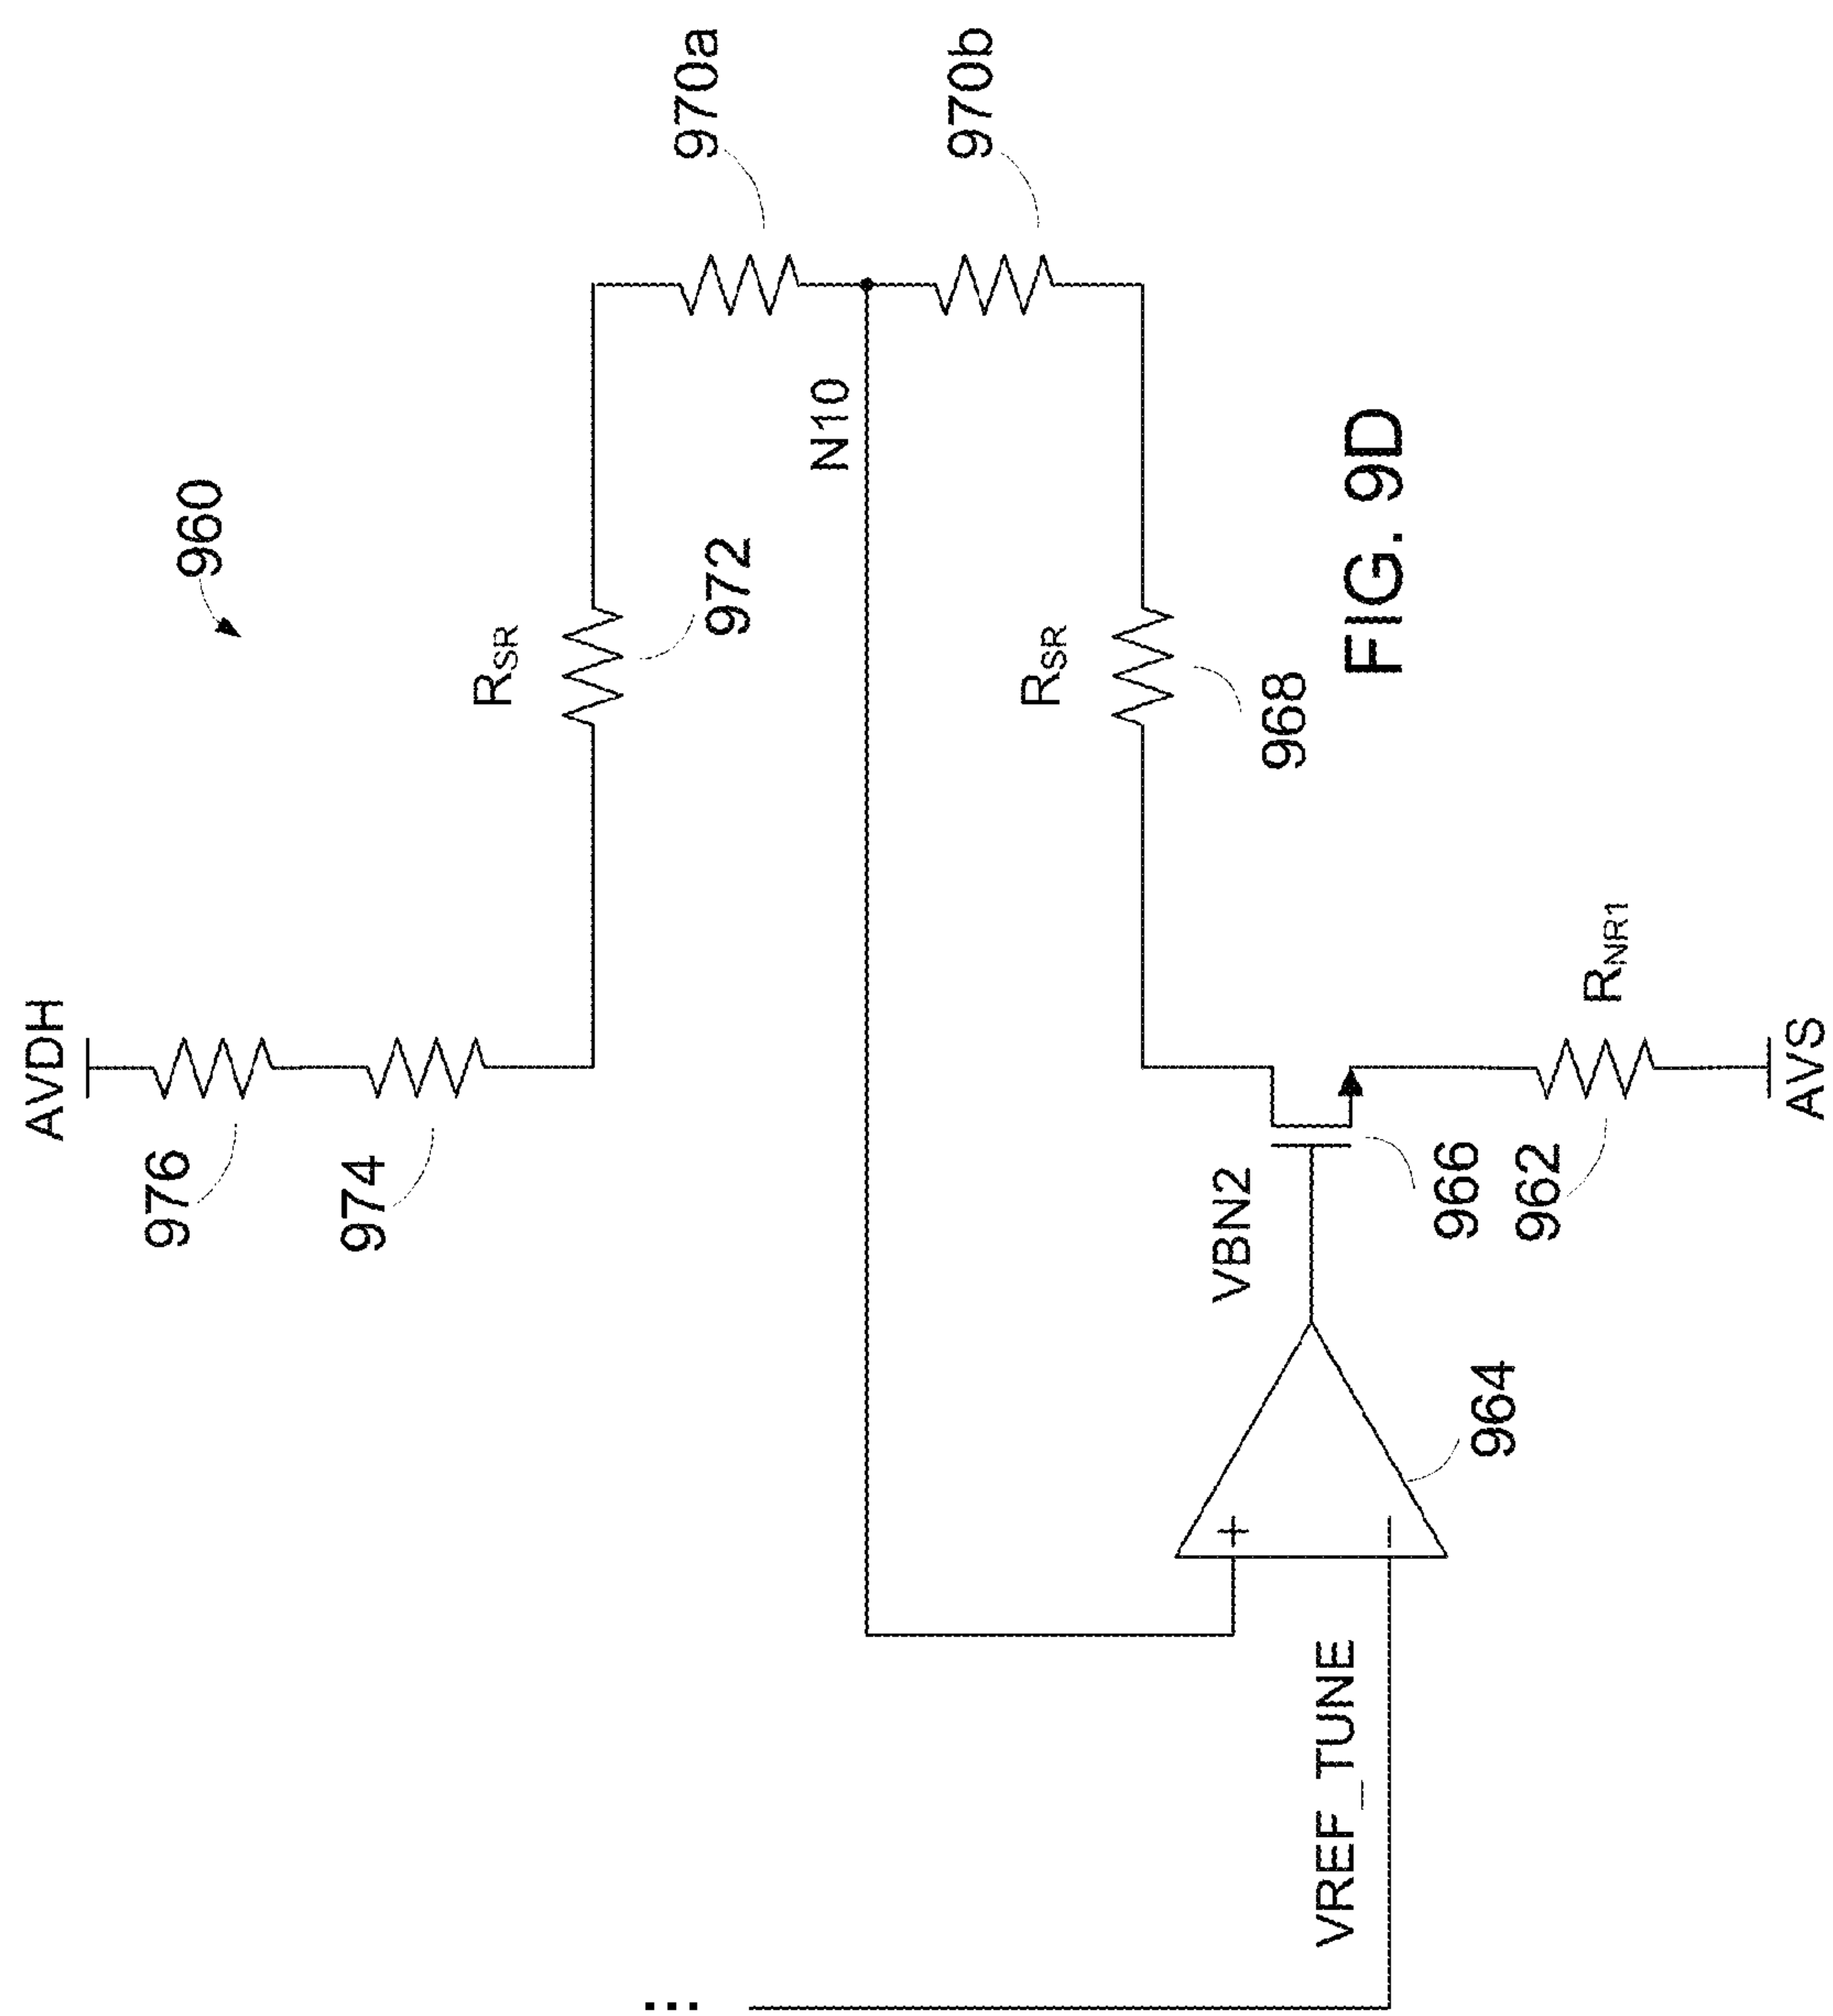 960
AVDH
976
974
R_SR
972
970a
N10
970b
R_SR
968
VBN2
966
962
R_NR1
AVS
964
VREF_TUNE
...
FIG. 9D
+
−